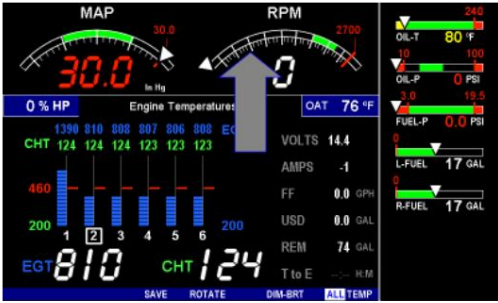 MAP
RPM
30.0
2700
30.0
In Hg
0
240
OIL-T 80 °F
10 100
OIL-P 0 PSI
3.0 19.5
FUEL-P 0.0 PSI
0
L-FUEL 17 GAL
0
R-FUEL 17 GAL
0 % HP
Engine Temperatures
OAT 76 °F
1390 810 808 807 806 808 E
CHT 124 123 124 123 124 124
460
200
200
1 2 3 4 5 6
EGT 810 CHT 124
VOLTS 14.4
AMPS -1
FF 0.0 GPH
USD 0.0 GAL
REM 74 GAL
T to E --:-- H:M
SAVE ROTATE DIM-BRT ALL TEMP